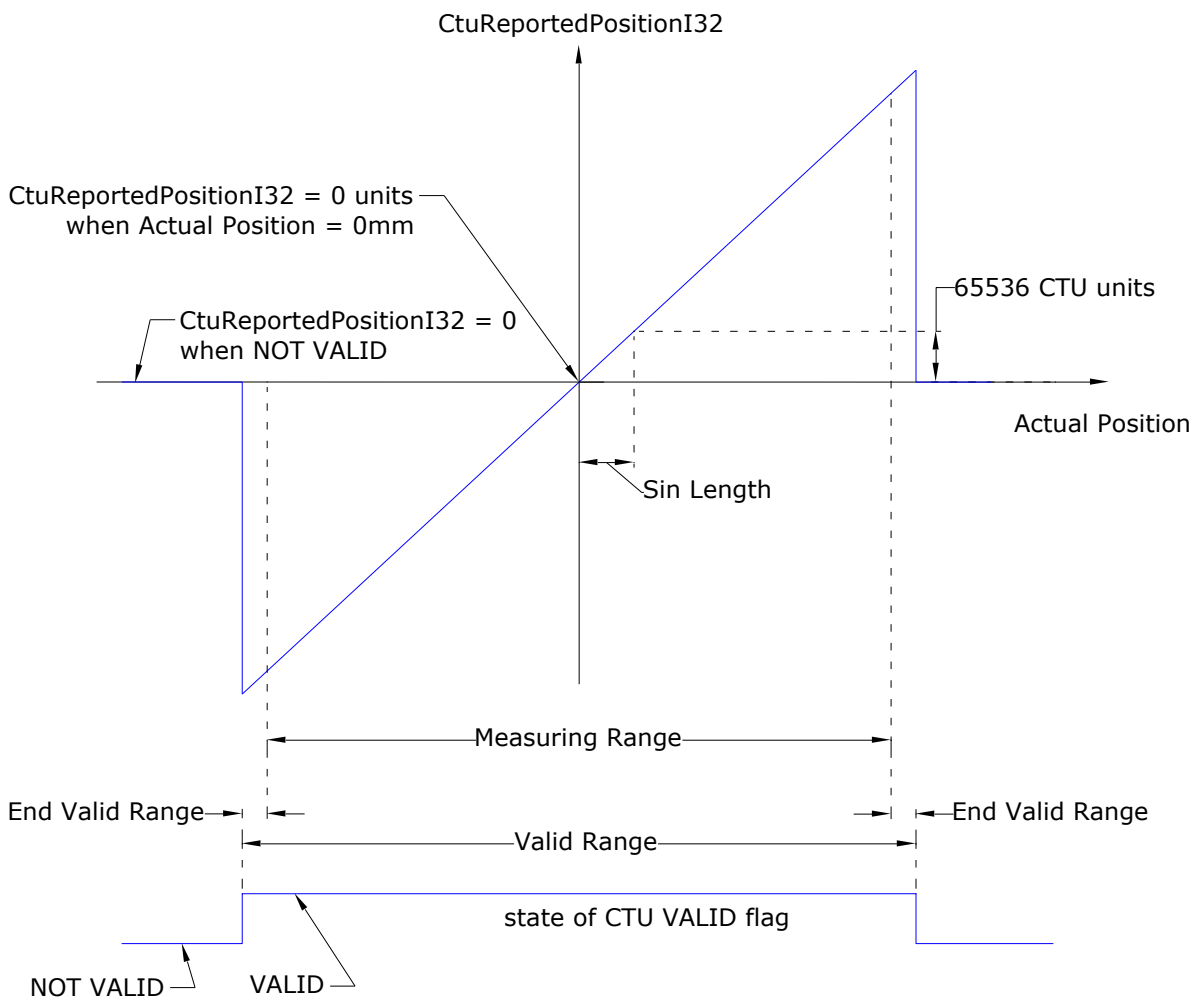 CtuReportedPositionI32
CtuReportedPositionI32 = 0 units
when Actual Position = 0mm
65536 CTU units
CtuReportedPositionI32 = 0
when NOT VALID
Actual Position
Sin Length
Measuring Range
End Valid Range
End Valid Range
Valid Range
state of CTU VALID flag
NOT VALID
VALID